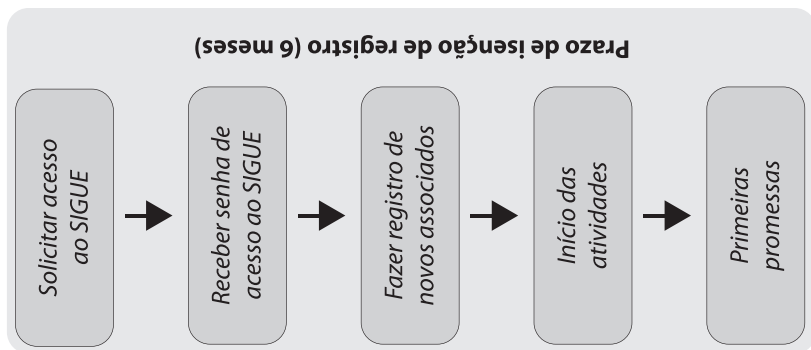 Prazo de isenção de registro (6 meses)
Solicitar acesso
ao SIGUE
Receber senha de
acesso ao SIGUE
Fazer registro de
novos associados
Início das
atividades
Primeiras
promessas